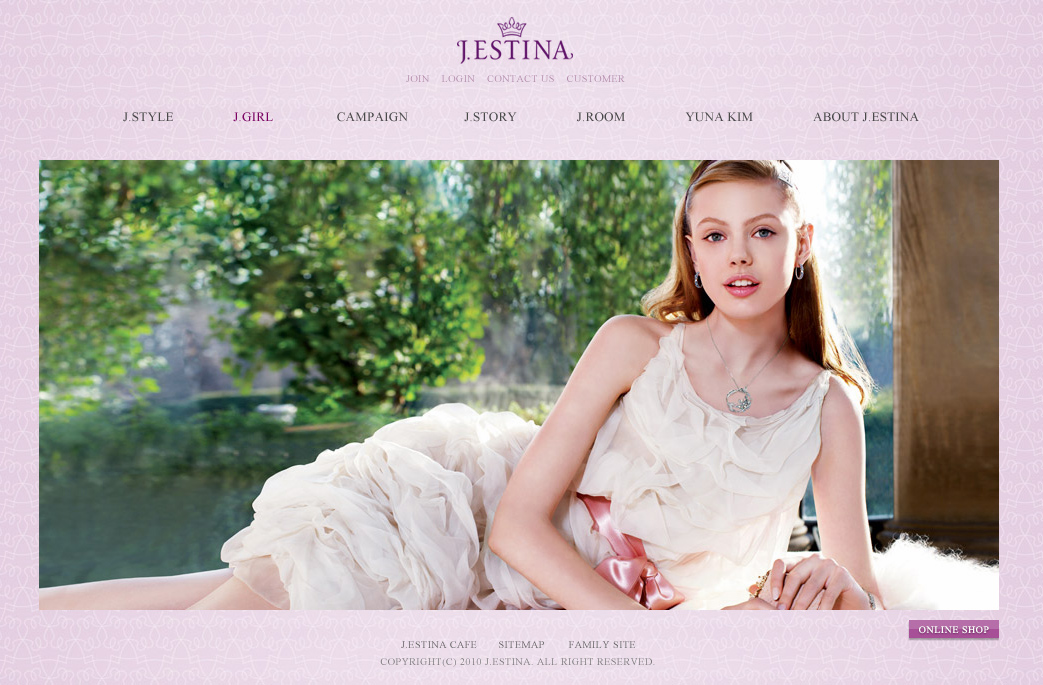 J.ESTINA
JOIN LOGIN CONTACT US CUSTOMER
J.STYLE J.GIRL CAMPAIGN J.STORY J.ROOM YUNA KIM ABOUT J.ESTINA
ONLINE SHOP
J.ESTINA CAFE SITEMAP FAMILY SITE
COPYRIGHT(C) 2010 J.ESTINA. ALL RIGHT RESERVED.